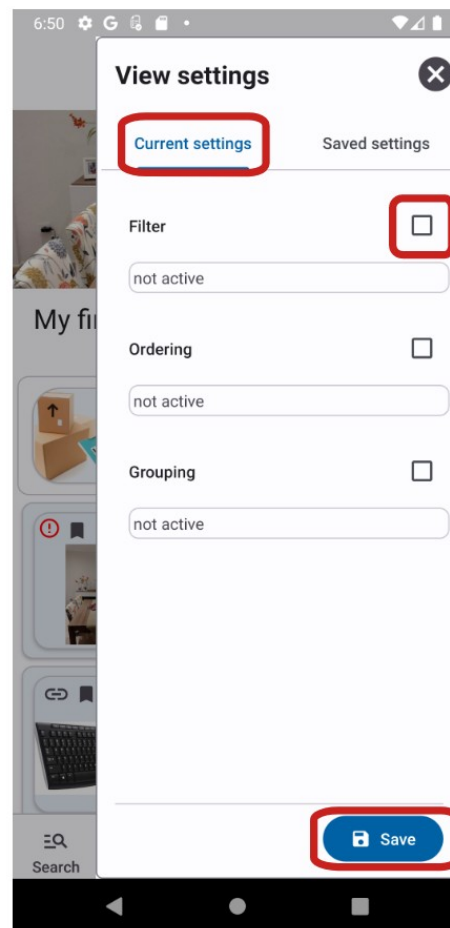 6:50
View settings
Current settings
Saved settings
Filter
not active
My fi
Ordering
not active
Grouping
not active
Save
Search